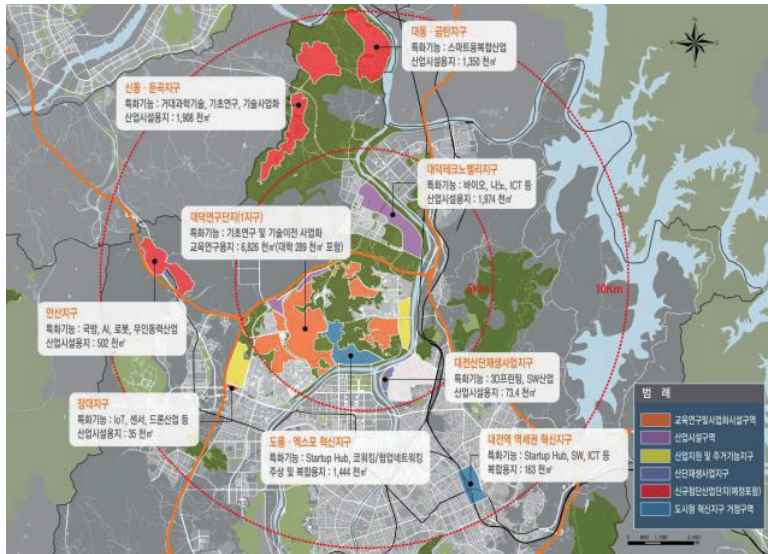 대동·금탄지구
특화기능 : 스마트융복합산업
산업시설용지 : 1,350 천㎡
신동·둔곡지구
특화기능 : 거대과학기술, 기초연구, 기술사업화
산업시설용지 : 1,908 천㎡
대덕테크노밸리지구
특화기능 : 바이오, 나노, ICT 등
산업시설용지 : 1,974 천㎡
대덕연구단지(1지구)
특화기능 : 기초연구 및 기술이전 사업화
교육연구용지 : 6,826 천㎡(대학 289 천㎡ 포함)
5Km
10Km
안산지구
특화기능 : 국방, AI, 로봇, 무인동력산업
산업시설용지 : 502 천㎡
대전산단재생사업지구
특화기능 : 3D프린팅, SW산업
산업시설용지 : 73.4 천㎡
장대지구
특화기능 : IoT, 센서, 드론산업 등
산업시설용지 : 35 천㎡
도룡·엑스포 혁신지구
특화기능 : Startup Hub, 코워킹/협업네트워킹
주상 및 복합용지 : 1,444 천㎡
대전역 역세권 혁신지구
특화기능 : Startup Hub, SW, ICT 등
복합용지 : 163 천㎡
범 례
교육연구및사업화시설구역
산업시설구역
산업지원 및 주거기능지구
산단재생사업지구
신규첨단산업단지(예정포함)
도시형 혁신지구 거점구역